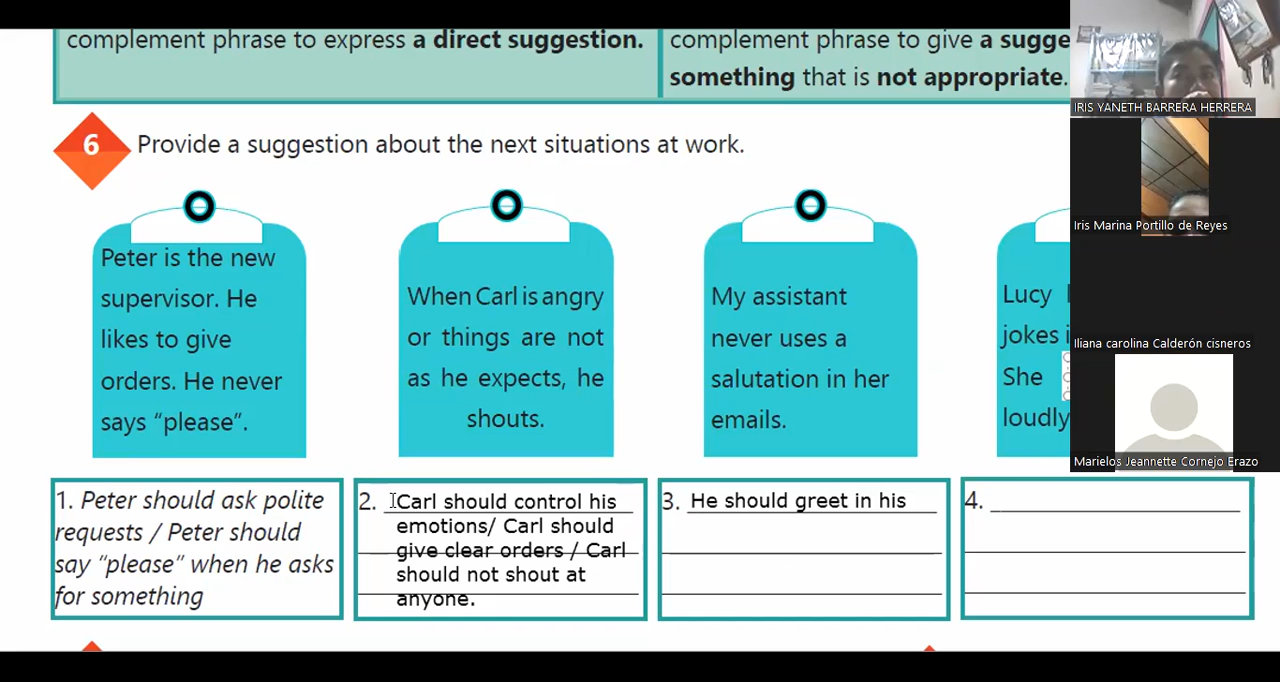 complement phrase to express a direct suggestion.
complement phrase to give a sugge
something that is not appropriate.
IRIS YANETH BARRERA HERRERA
6
Provide a suggestion about the next situations at work.
Iris Marina Portillo de Reyes
Peter is the new
supervisor. He
likes to give
orders. He never
says “please”.
When Carl is angry
or things are not
as he expects, he
shouts.
My assistant
never uses a
salutation in her
emails.
Lucy
jokes i
She
loudly
Iliana carolina Calderón cisneros
Marielos Jeannette Cornejo Erazo
1. Peter should ask polite
requests / Peter should
say “please” when he asks
for something
2. Carl should control his
emotions/ Carl should
give clear orders / Carl
should not shout at
anyone.
3. He should greet in his
4.